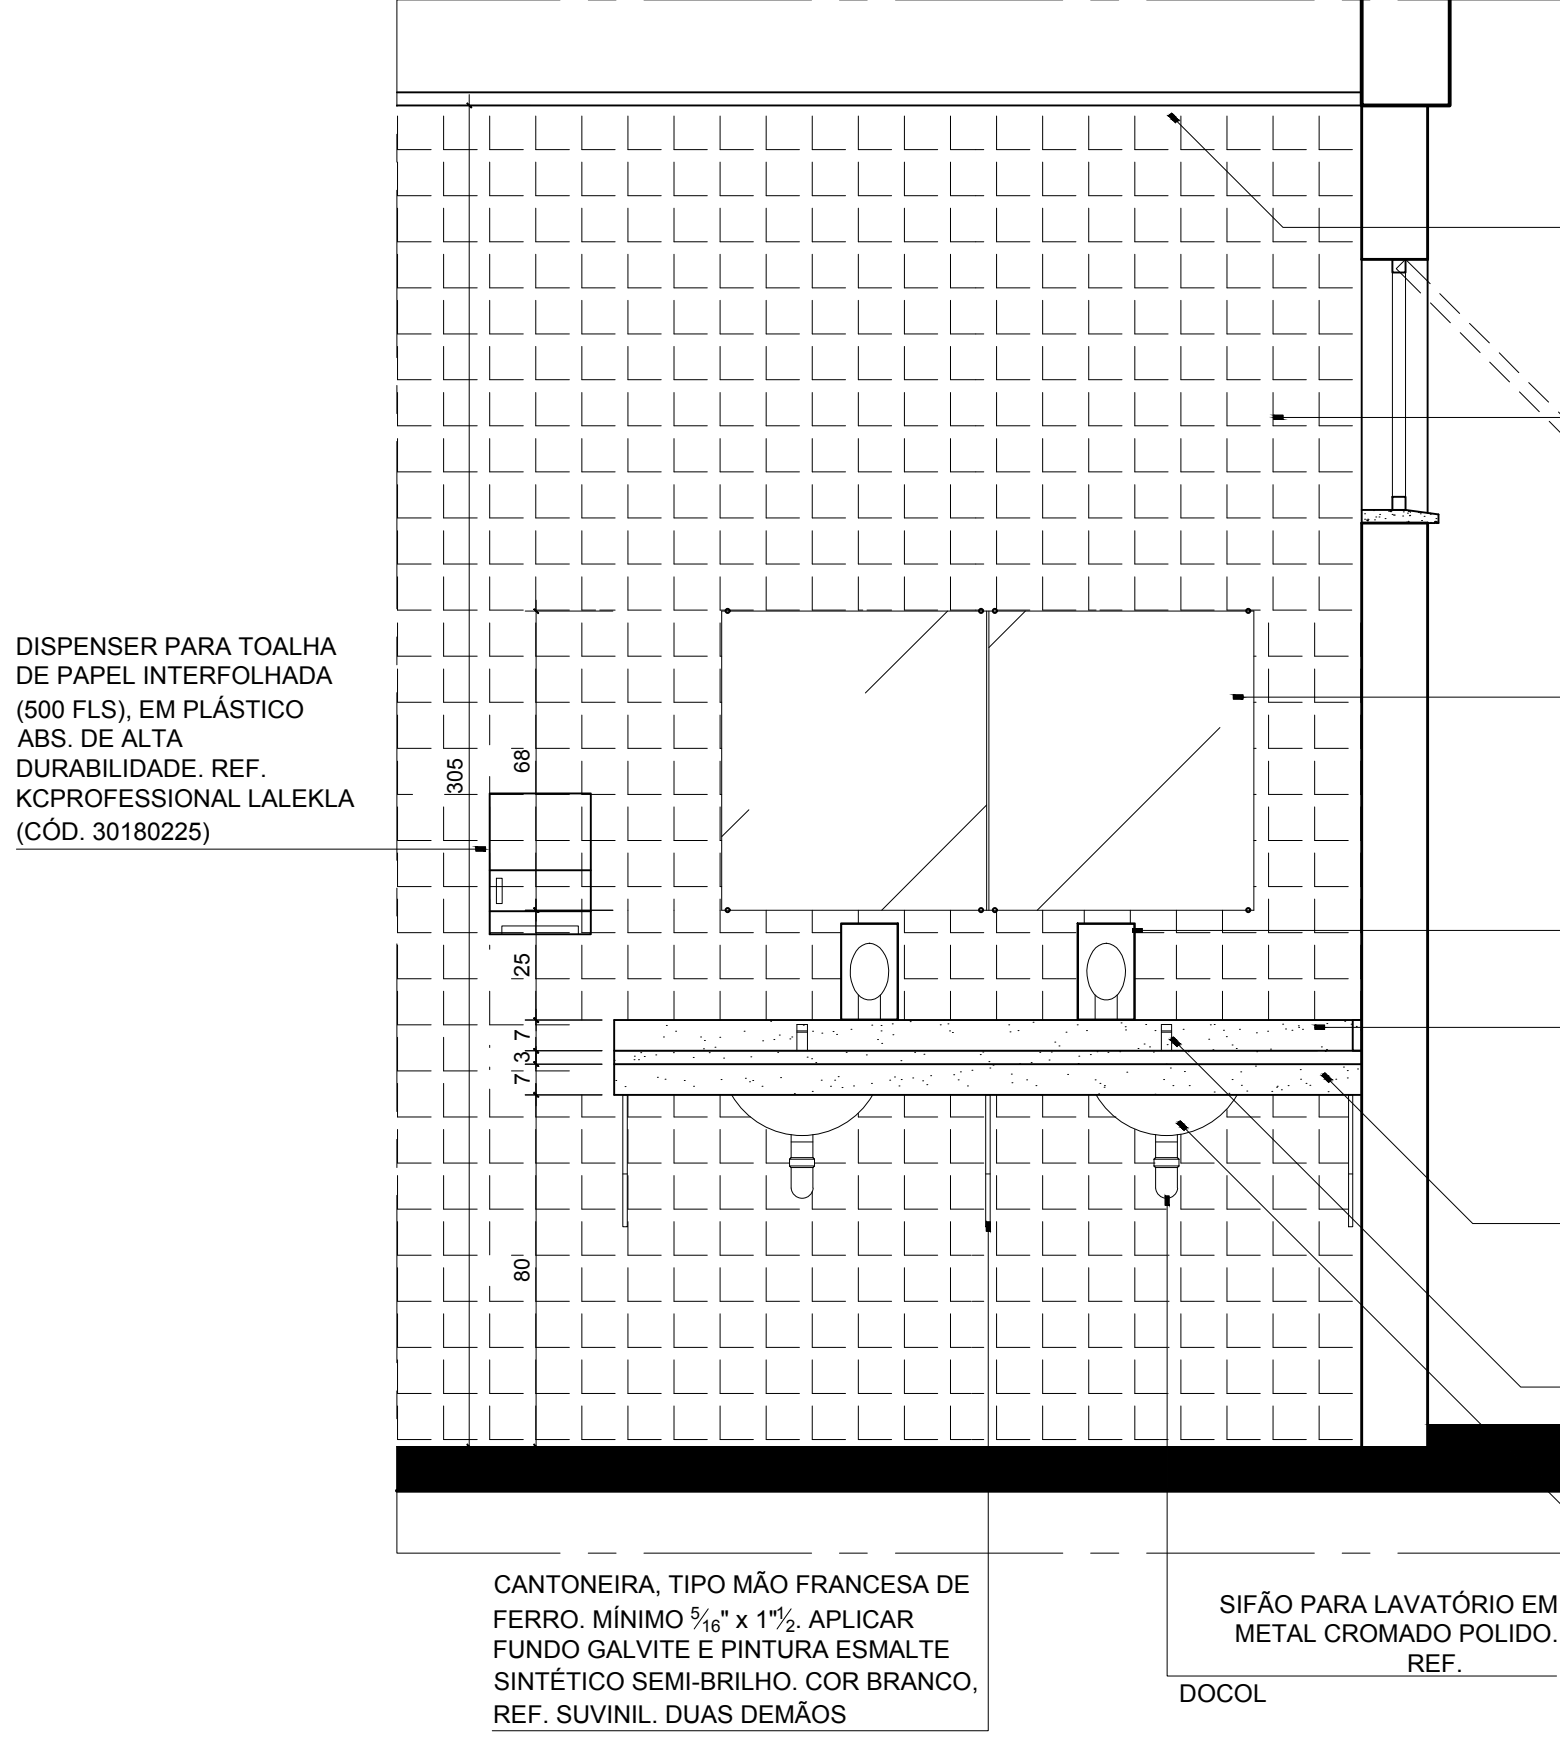 DISPENSER PARA TOALHA
DE PAPEL INTERFOLHADA
(500 FLS), EM PLÁSTICO
ABS. DE ALTA
DURABILIDADE. REF.
KCPROFESSIONAL LALEKLA
(CÓD. 30180225)
305
68
25
7
3
7
80
CANTONEIRA, TIPO MÃO FRANCESA DE
FERRO. MÍNIMO 5/16" x 1"1/2. APLICAR
FUNDO GALVITE E PINTURA ESMALTE
SINTÉTICO SEMI-BRILHO. COR BRANCO,
REF. SUVINIL. DUAS DEMÃOS
SIFÃO PARA LAVATÓRIO EM
METAL CROMADO POLIDO.
REF.
DOCOL